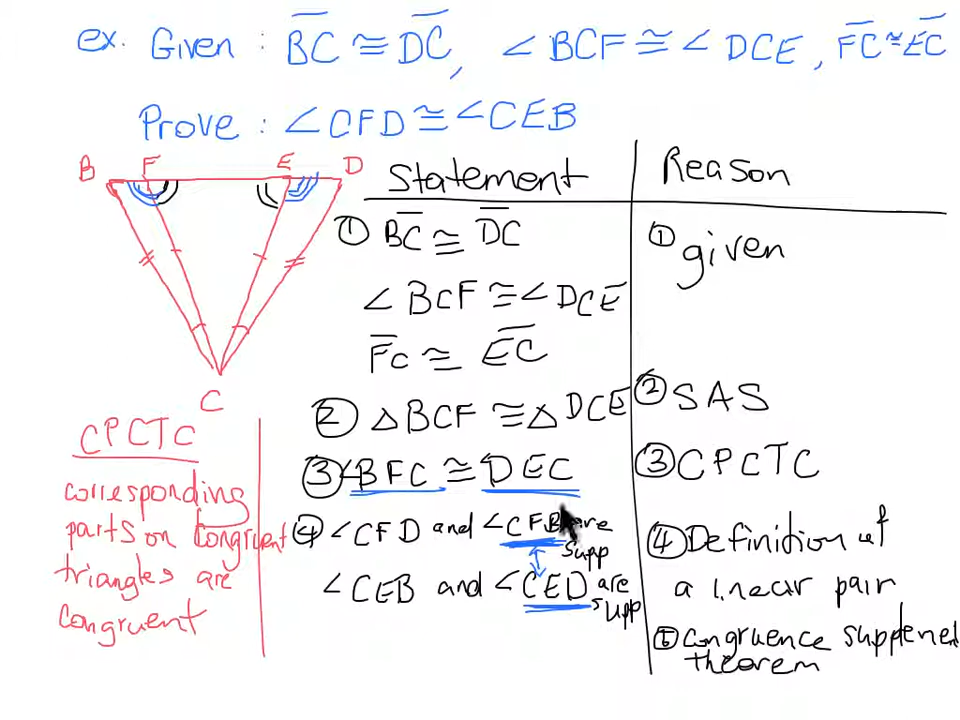 ex. Given : BC ≅ DC, ∠BCF ≅ ∠DCE, FC ≅ EC
Prove : ∠CFD ≅ ∠CEB
B F E D
C
Statement Reason
① BC ≅ DC ① given
∠BCF ≅ ∠DCE
FC ≅ EC
② △BCF ≅ △DCE ② SAS
③ ∠BFC ≅ DEC ③ CPCTC
④ ∠CFD and ∠CFB are supp ④ Definition of
∠CEB and ∠CED are supp a linear pair
⑤ Congruence
theorem
CPCTC
corresponding
parts on congruent
triangles are
congruent